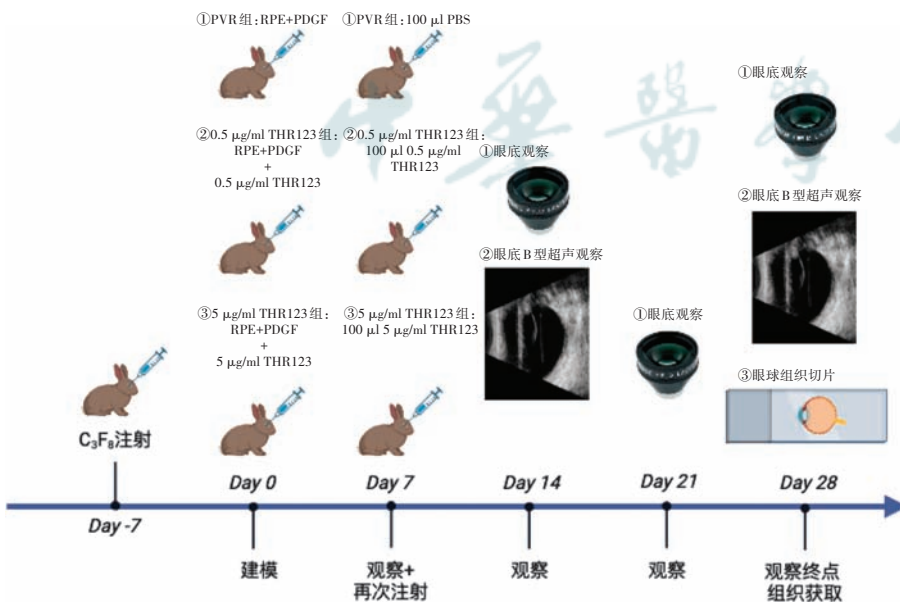 ①PVR组:RPE+PDGF
①PVR组:100 μl PBS
②0.5 μg/ml THR123组:
RPE+PDGF
+
0.5 μg/ml THR123
②0.5 μg/ml THR123组:
100 μl 0.5 μg/ml
THR123
③5 μg/ml THR123组:
RPE+PDGF
+
5 μg/ml THR123
③5 μg/ml THR123组:
100 μl 5 μg/ml THR123
①眼底观察
②眼底B型超声观察
①眼底观察
①眼底观察
②眼底B型超声观察
③眼球组织切片
中华医学
C₃F₈注射
Day -7
Day 0
Day 7
Day 14
Day 21
Day 28
建模
观察+
再次注射
观察
观察
观察终点
组织获取